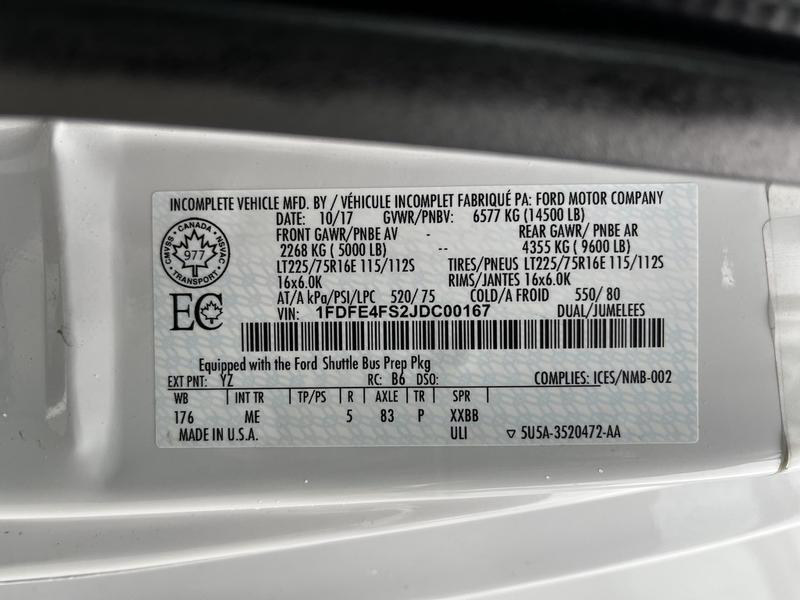 INCOMPLETE VEHICLE MFD. BY / VÉHICULE INCOMPLET FABRIQUÉ PA: FORD MOTOR COMPANY
DATE: 10/17 GVWR/PNBV: 6577 KG (14500 LB)
FRONT GAWR/PNBE AV - REAR GAWR/ PNBE AR
2268 KG ( 5000 LB) -- 4355 KG ( 9600 LB)
LT225/75R16E 115/112S TIRES/PNEUS LT225/75R16E 115/112S
16x6.0K RIMS/JANTES 16x6.0K
AT/A kPa/PSI/LPC 520/ 75 COLD/A FROID 550/ 80
VIN: 1FDFE4FS2JDC00167 DUAL/JUMELEES
CANADA
CMVSS NSVAC
977
TRANSPORT
EC
Equipped with the Ford Shuttle Bus Prep Pkg
EXT PNT: YZ RC: B6 DSO: COMPLIES: ICES/NMB-002
WB INT TR TP/PS R AXLE TR SPR
176 ME 5 83 P XXBB
MADE IN U.S.A. ULI ▽ 5U5A-3520472-AA